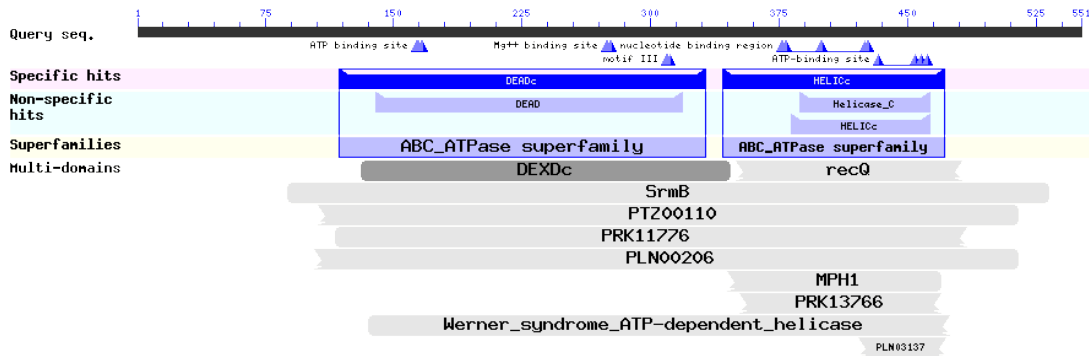 1 75 150 225 300 375 450 551
Query seq.
ATP binding site Mg++ binding site nucleotide binding region
motif III ATP-binding site
Specific hits DEADc HELICc
Non-specific DEAD Helicase_C
hits HELICc
Superfamilies ABC_ATPase superfamily ABC_ATPase superfamily
Multi-domains DEXDc recQ
SrmB
PTZ00110
PRK11776
PLN00206
MPH1
PRK13766
Werner_syndrome_ATP-dependent_helicase
PLN03137